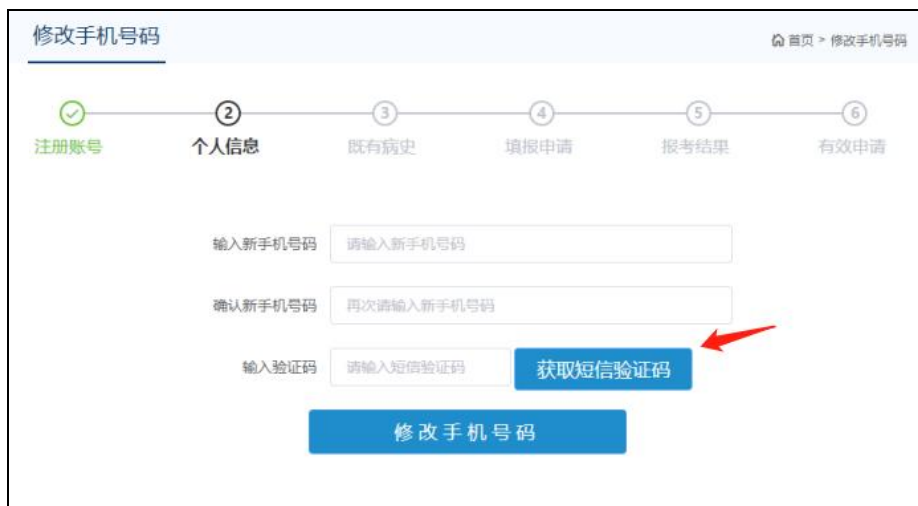 修改手机号码
首页 > 修改手机号码
2 3 4 5 6
注册账号 个人信息 既有病史 填报申请 报考结果 有效申请
输入新手机号码 请输入新手机号码
确认新手机号码 再次请输入新手机号码
输入验证码 请输入短信验证码 获取短信验证码
修改手机号码